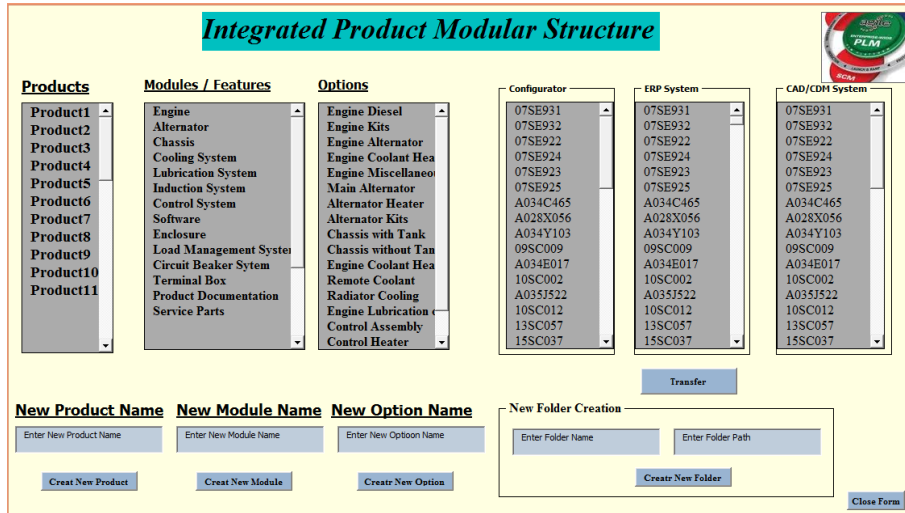 Integrated Product Modular Structure
agile
ENTERPRISE-WIDE
PLM
LAUNCH & RAMP
SCM
Products
Product1
Product2
Product3
Product4
Product5
Product6
Product7
Product8
Product9
Product10
Product11
Modules / Features
Engine
Alternator
Chassis
Cooling System
Lubrication System
Induction System
Control System
Software
Enclosure
Load Management Syster
Circuit Beaker Sytem
Terminal Box
Product Documentation
Service Parts
Options
Engine Diesel
Engine Kits
Engine Alternator
Engine Coolant Hea
Engine Miscellaneou
Main Alternator
Alternator Heater
Alternator Kits
Chassis with Tank
Chassis without Tan
Engine Coolant Hea
Remote Coolant
Radiator Cooling
Engine Lubrication o
Control Assembly
Control Heater
Configurator
07SE931
07SE932
07SE922
07SE924
07SE923
07SE925
A034C465
A028X056
A034Y103
09SC009
A034E017
10SC002
A035J522
10SC012
13SC057
15SC037
ERP System
07SE931
07SE932
07SE922
07SE924
07SE923
07SE925
A034C465
A028X056
A034Y103
09SC009
A034E017
10SC002
A035J522
10SC012
13SC057
15SC037
CAD/CDM System
07SE931
07SE932
07SE922
07SE924
07SE923
07SE925
A034C465
A028X056
A034Y103
09SC009
A034E017
10SC002
A035J522
10SC012
13SC057
15SC037
Transfer
New Product Name
Enter New Product Name
Creat New Product
New Module Name
Enter New Module Name
Creat New Module
New Option Name
Enter New Optioon Name
Creatr New Option
New Folder Creation
Enter Folder Name
Enter Folder Path
Creatr New Folder
Close Form